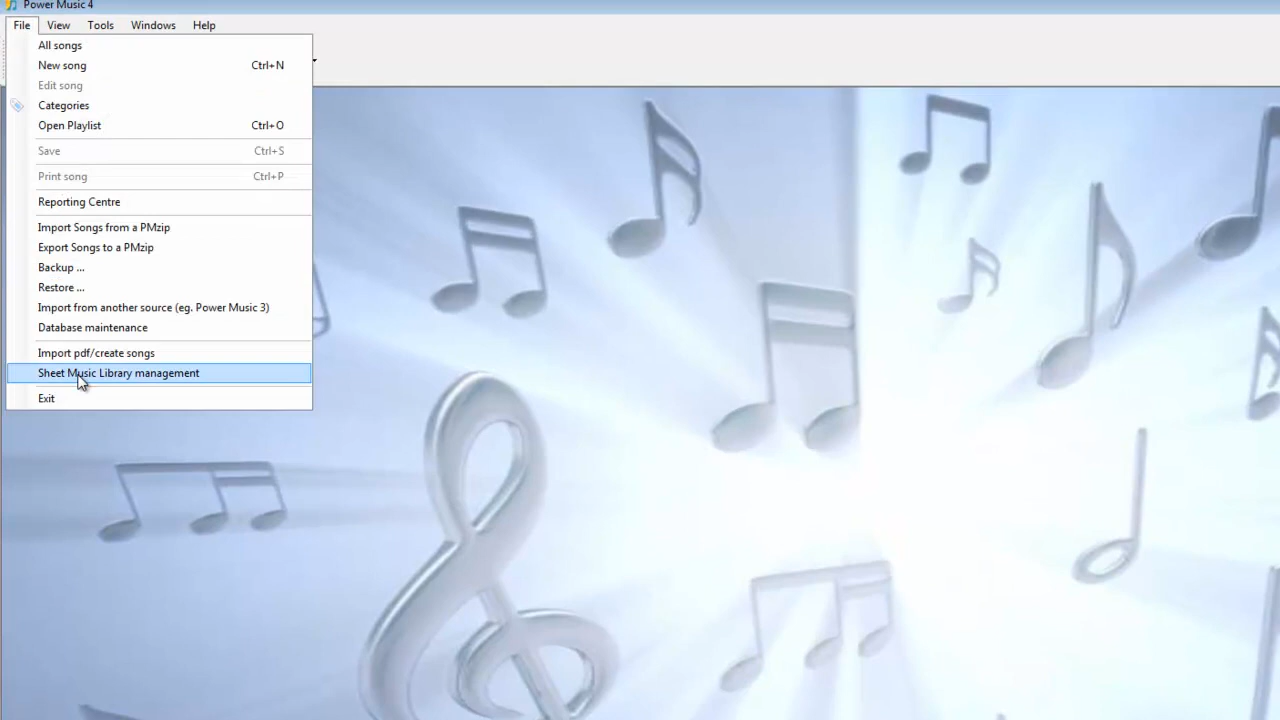 Power Music 4
File View Tools Windows Help
All songs
New song Ctrl+N
Edit song
Categories
Open Playlist Ctrl+O
Save Ctrl+S
Print song Ctrl+P
Reporting Centre
Import Songs from a PMzip
Export Songs to a PMzip
Backup ...
Restore ...
Import from another source (eg. Power Music 3)
Database maintenance
Import pdf/create songs
Sheet Music Library management
Exit